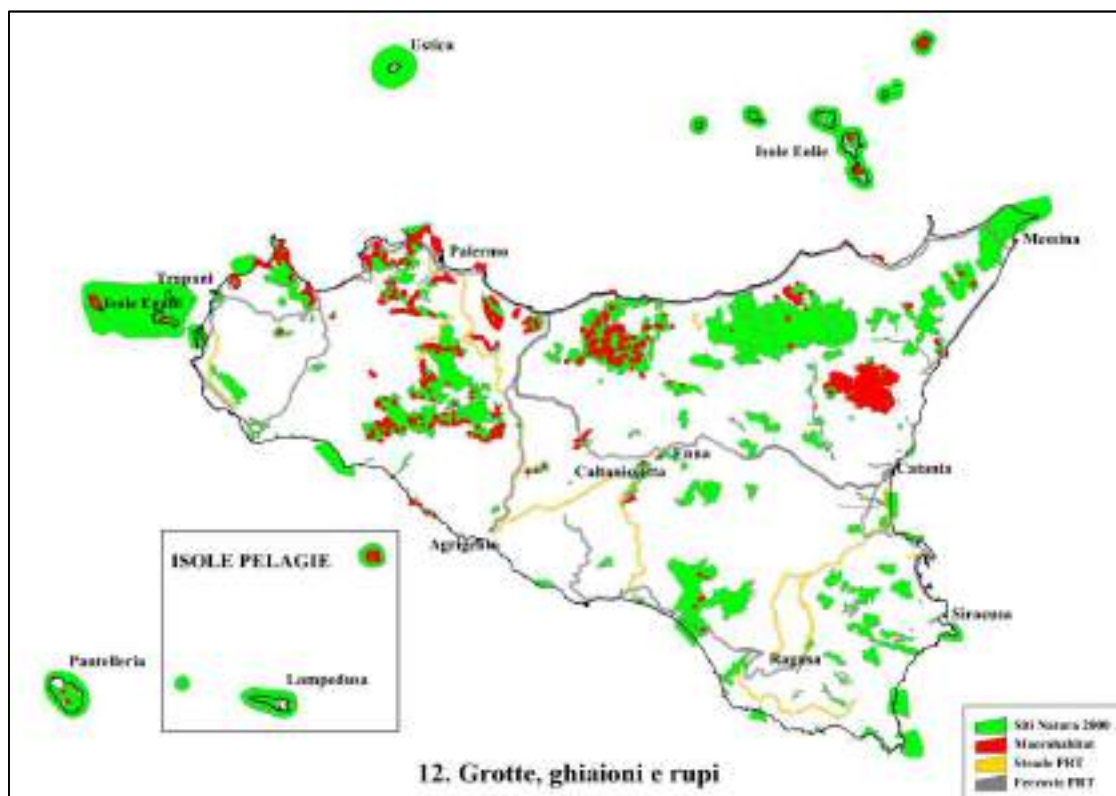 Ustica
Isole Eolie
Messina
Palermo
Trapani
Isole Egadi
Enna
Caltanissetta
Catania
Agrigento
ISOLE PELAGIE
Siracusa
Pantelleria
Lampedusa
Ragusa
Siti Natura 2000
Macrohabitat
Strade PRT
Ferrovie PRT
12. Grotte, ghiaioni e rupi